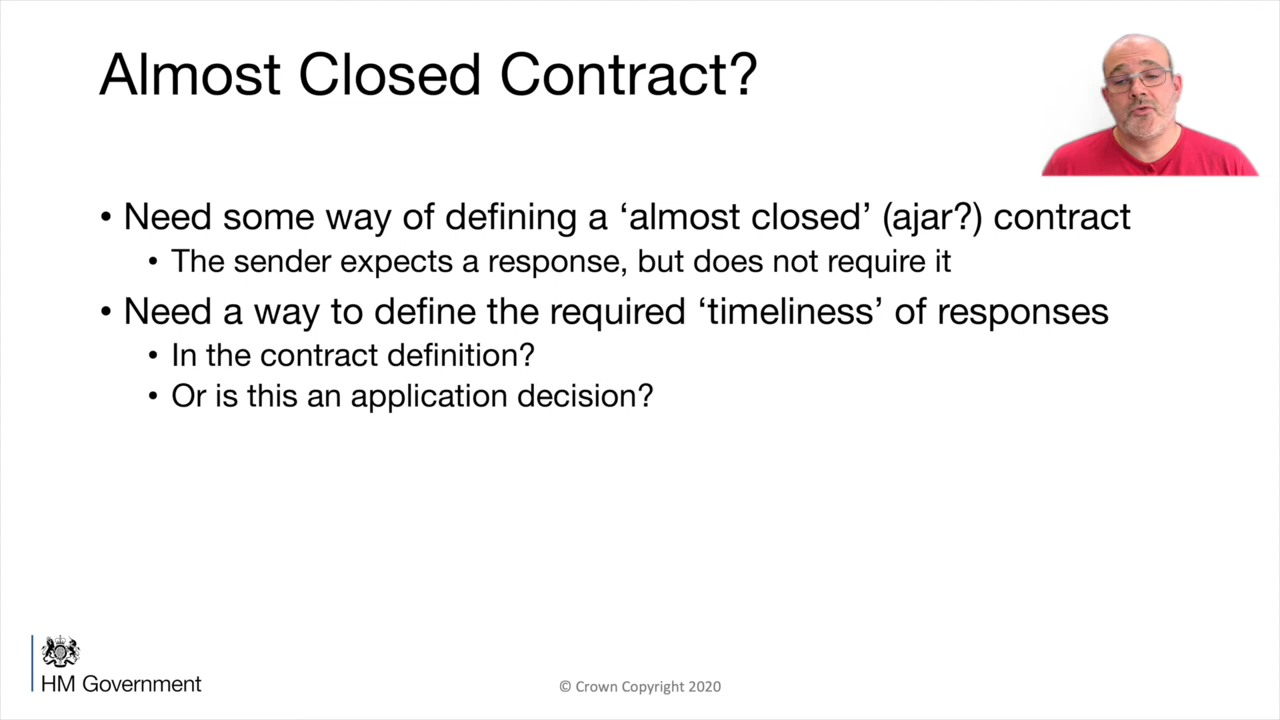 Almost Closed Contract?
• Need some way of defining a ‘almost closed’ (ajar?) contract
• The sender expects a response, but does not require it
• Need a way to define the required ‘timeliness’ of responses
• In the contract definition?
• Or is this an application decision?
HM Government
© Crown Copyright 2020